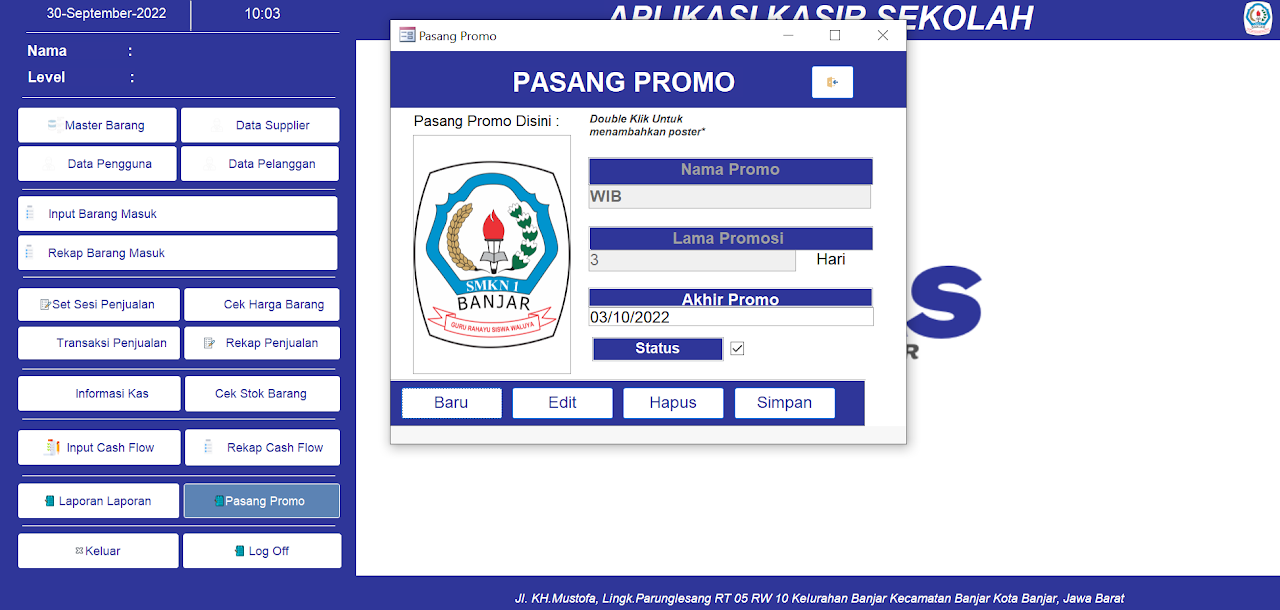 30-September-2022
10:03
APLIKASI KASIR SEKOLAH
Nama :
Level :
Master Barang
Data Supplier
Data Pengguna
Data Pelanggan
Input Barang Masuk
Rekap Barang Masuk
Set Sesi Penjualan
Cek Harga Barang
Transaksi Penjualan
Rekap Penjualan
Informasi Kas
Cek Stok Barang
Input Cash Flow
Rekap Cash Flow
Laporan Laporan
Pasang Promo
Keluar
Log Off
Pasang Promo
PASANG PROMO
Pasang Promo Disini :
Double Klik Untuk
menambahkan poster*
SMKN 1
BANJAR
GURU RAHAYU SISWA WALUYA
Nama Promo
WIB
Lama Promosi
3
Hari
Akhir Promo
03/10/2022
Status
Baru
Edit
Hapus
Simpan
S
R
Jl. KH.Mustofa, Lingk.Parunglesang RT 05 RW 10 Kelurahan Banjar Kecamatan Banjar Kota Banjar, Jawa Barat